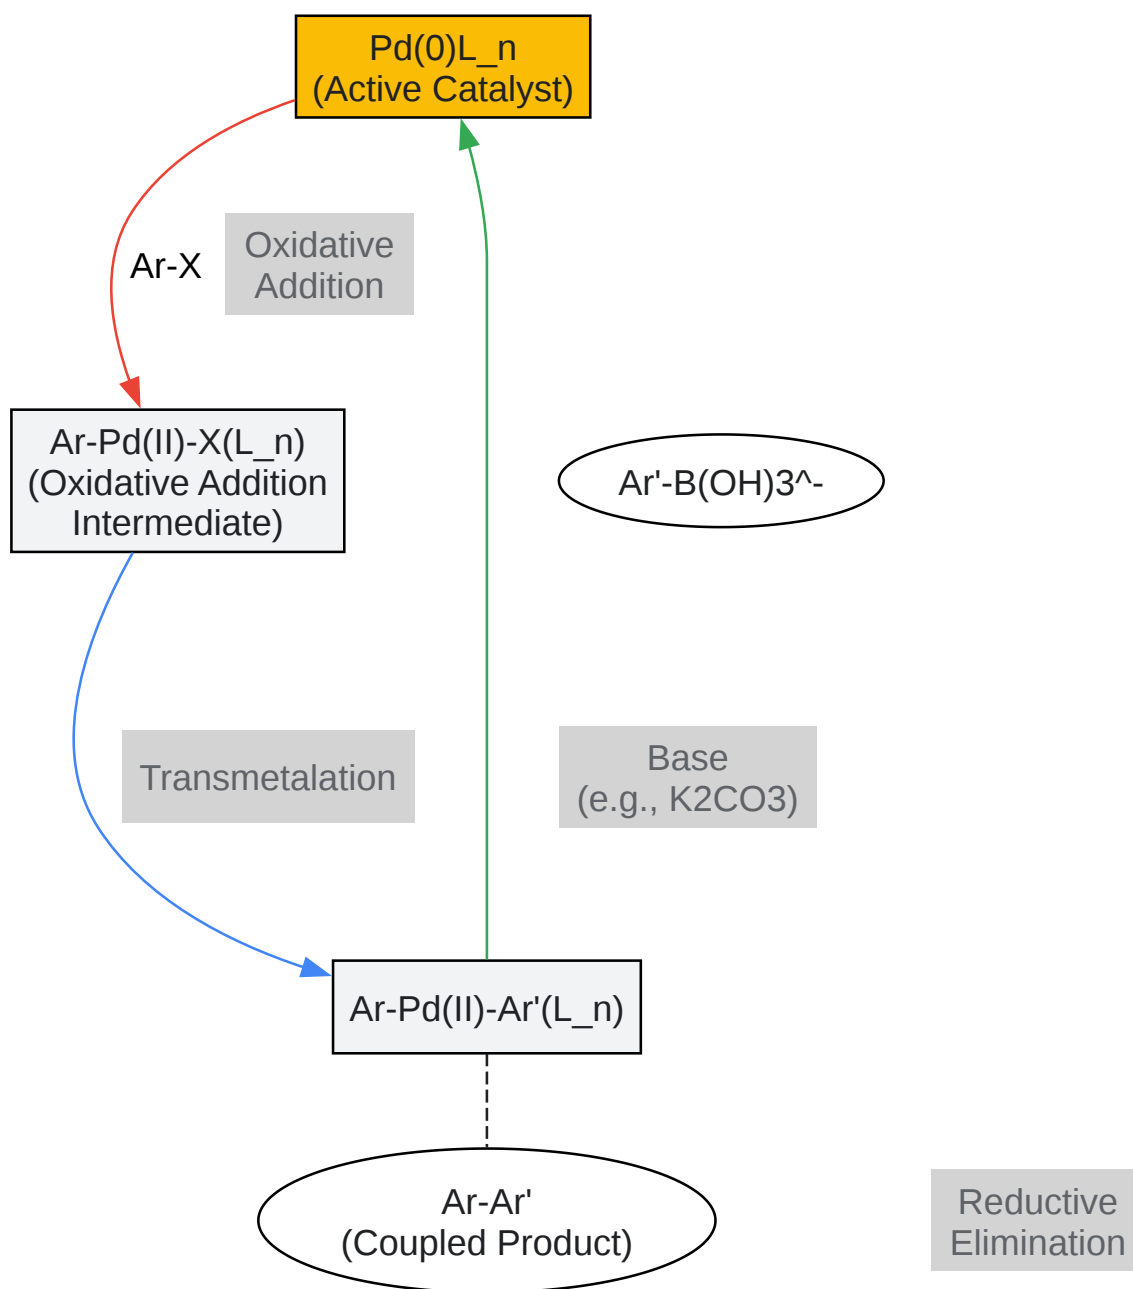 Pd(0)L_n
(Active Catalyst)
Ar-X
Oxidative
Addition
Ar-Pd(II)-X(L_n)
(Oxidative Addition
Intermediate)
Ar'-B(OH)3^-
Transmetalation
Base
(e.g., K2CO3)
Ar-Pd(II)-Ar'(L_n)
Ar-Ar'
(Coupled Product)
Reductive
Elimination